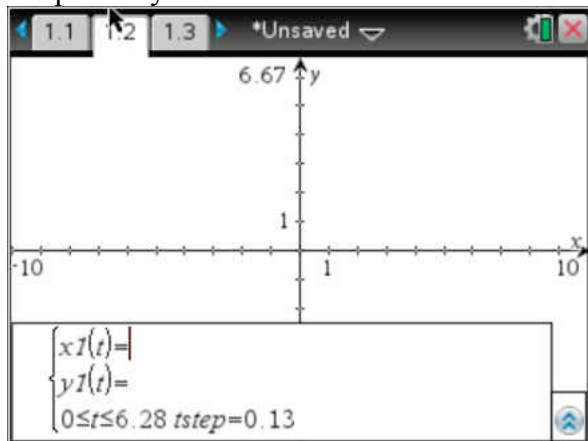 1.1 1.2 1.3 *Unsaved
6.67 y
1
x
-10 1 10
x1(t)=
y1(t)=
0≤t≤6.28 tstep=0.13